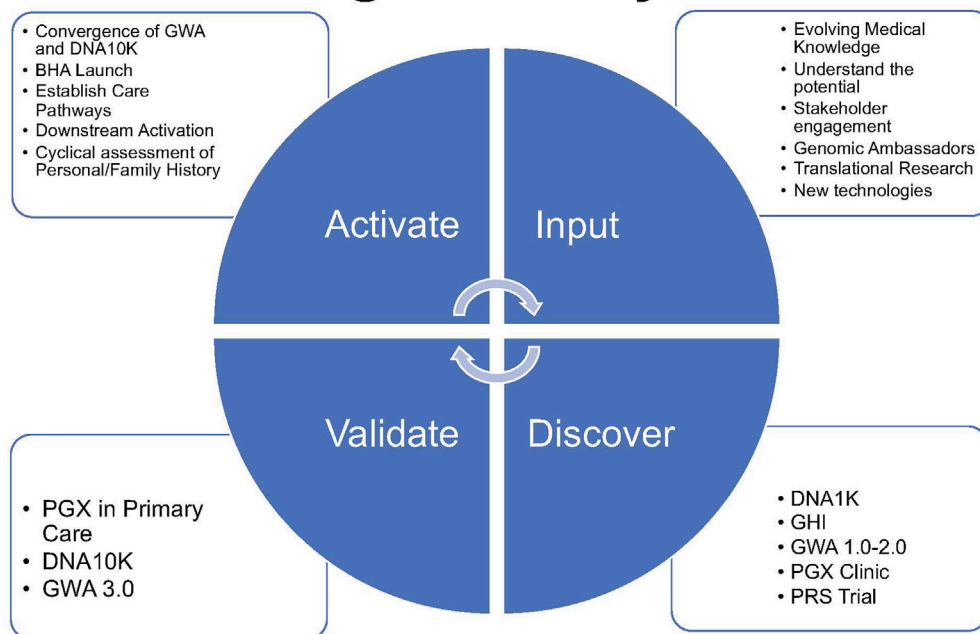 • Convergence of GWA
and DNA10K
• BHA Launch
• Establish Care
Pathways
• Downstream Activation
• Cyclical assessment of
Personal/Family History
• Evolving Medical
Knowledge
• Understand the
potential
• Stakeholder
engagement
• Genomic Ambassadors
• Translational Research
• New technologies
Activate
Input
Validate
Discover
• PGX in Primary
Care
• DNA10K
• GWA 3.0
• DNA1K
• GHI
• GWA 1.0-2.0
• PGX Clinic
• PRS Trial